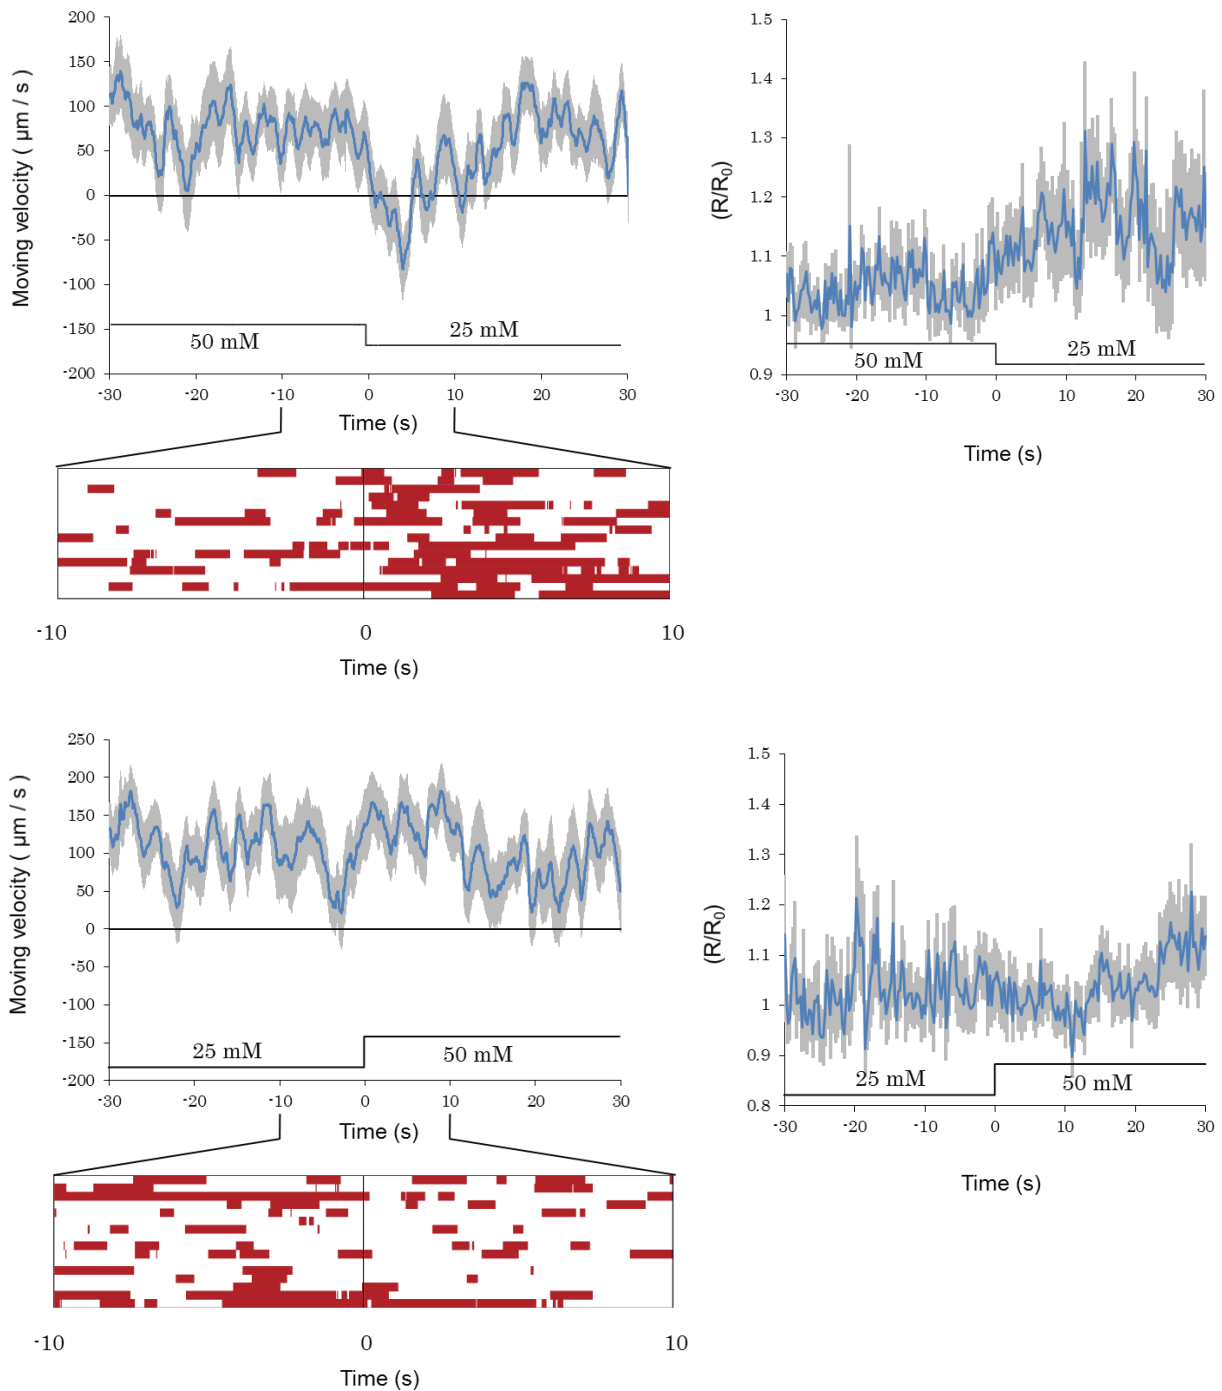 Moving velocity ( μm / s )
200
150
100
50
0
-50
-100
-150
-200
50 mM
25 mM
-30 -20 -10 0 10 20 30
Time (s)
-10 0 10
Time (s)
(R/R0)
1.5
1.4
1.3
1.2
1.1
1
0.9
50 mM
25 mM
-30 -20 -10 0 10 20 30
Time (s)
Moving velocity ( μm / s )
250
200
150
100
50
0
-50
-100
-150
-200
25 mM
50 mM
-30 -20 -10 0 10 20 30
Time (s)
-10 0 10
Time (s)
(R/R0)
1.5
1.4
1.3
1.2
1.1
1
0.9
0.8
25 mM
50 mM
-30 -20 -10 0 10 20 30
Time (s)